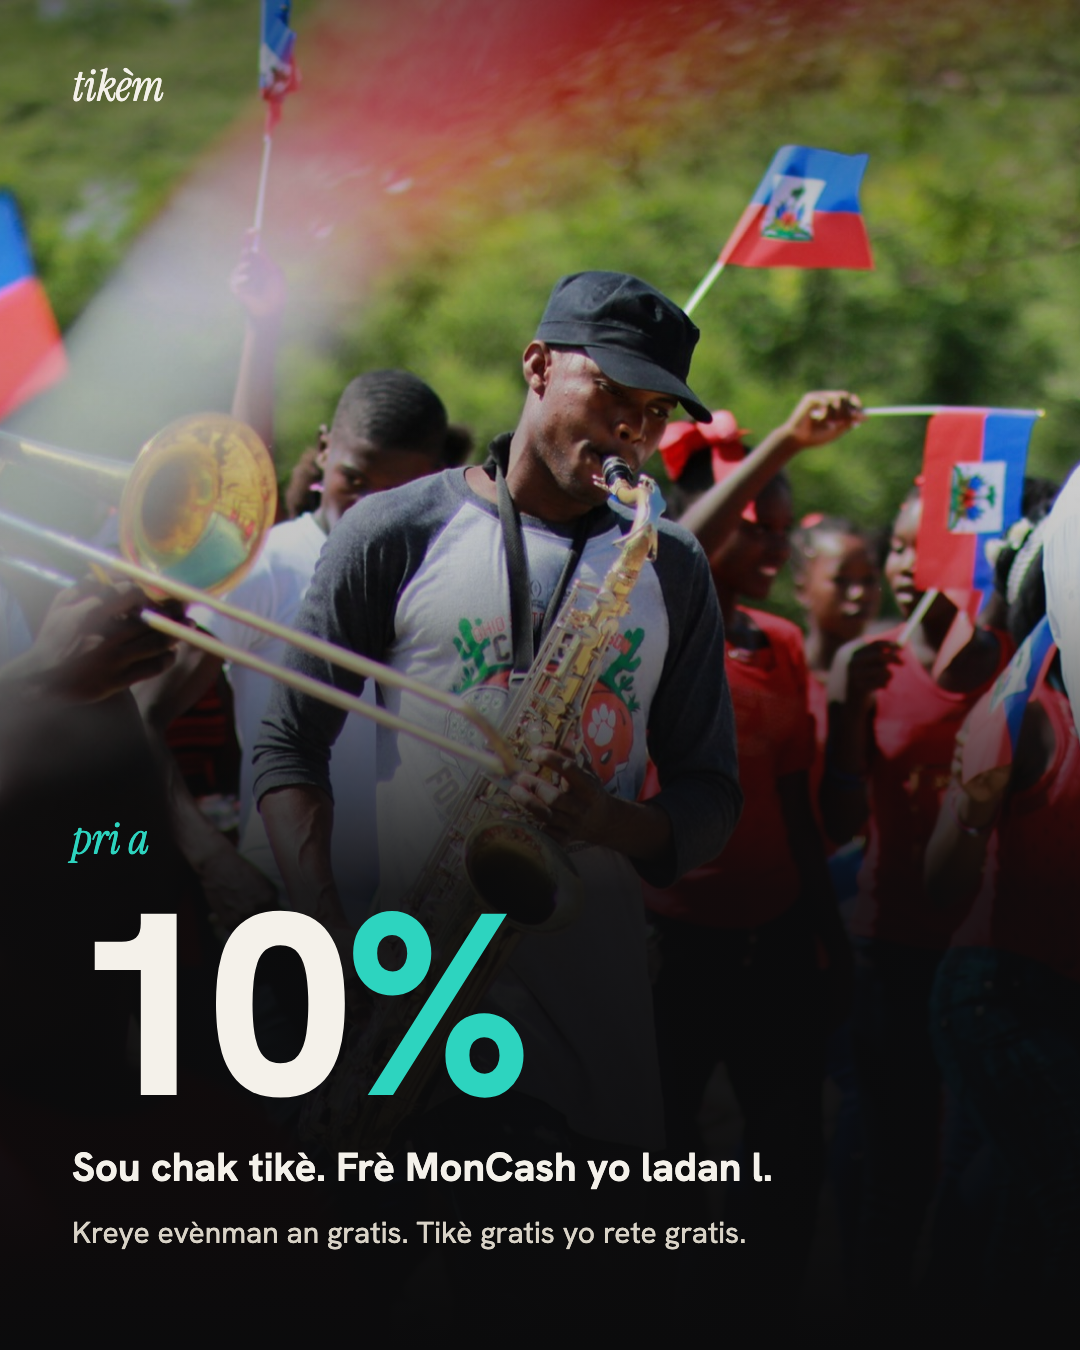 tikèm
pri a
10%
Sou chak tikè. Frè MonCash yo ladan l.
Kreye evènman an gratis. Tikè gratis yo rete gratis.